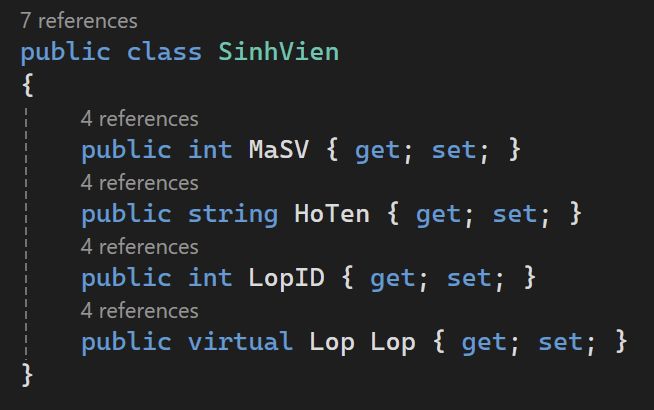 7 references
public class SinhVien
{
4 references
public int MaSV { get; set; }
4 references
public string HoTen { get; set; }
4 references
public int LopID { get; set; }
4 references
public virtual Lop Lop { get; set; }
}